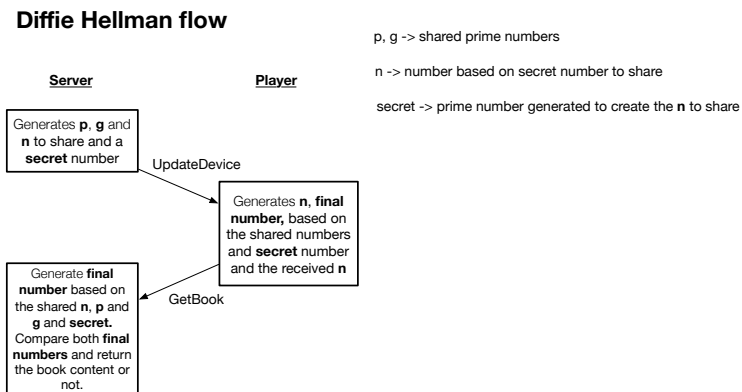 Diffie Hellman flow
p, g -> shared prime numbers
n -> number based on secret number to share
secret -> prime number generated to create the n to share
Server
Player
Generates p, g and
n to share and a
secret number
UpdateDevice
Generates n, final
number, based on
the shared numbers
and secret number
and the received n
GetBook
Generate final
number based on
the shared n, p and
g and secret.
Compare both final
numbers and return
the book content or
not.